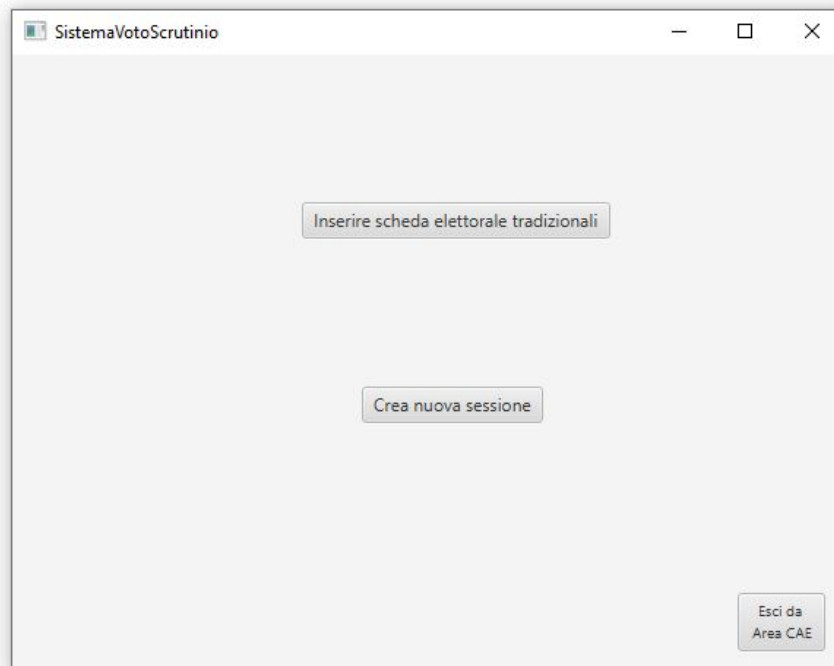 SistemaVotoScrutinio
Inserire scheda elettorale tradizionali
Crea nuova sessione
Esci da
Area CAE